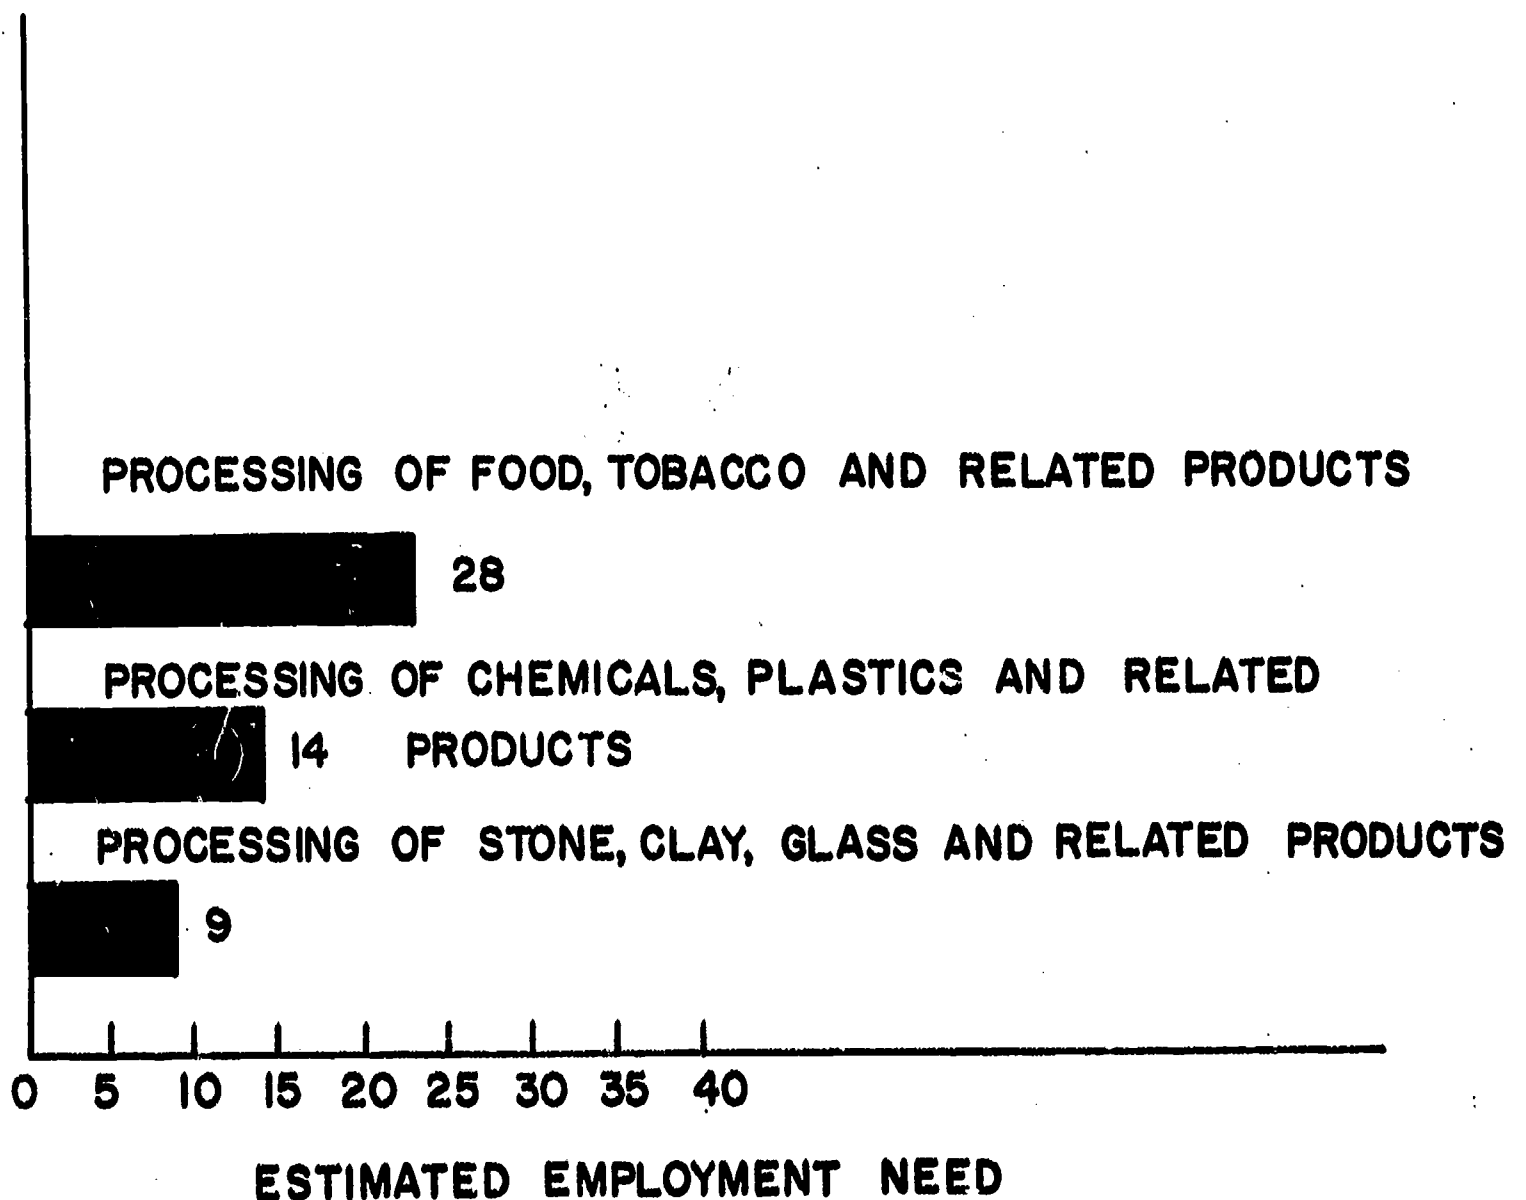 PROCESSING OF FOOD, TOBACCO AND RELATED PRODUCTS
28
PROCESSING OF CHEMICALS, PLASTICS AND RELATED
14 PRODUCTS
PROCESSING OF STONE, CLAY, GLASS AND RELATED PRODUCTS
9
0 5 10 15 20 25 30 35 40
ESTIMATED EMPLOYMENT NEED